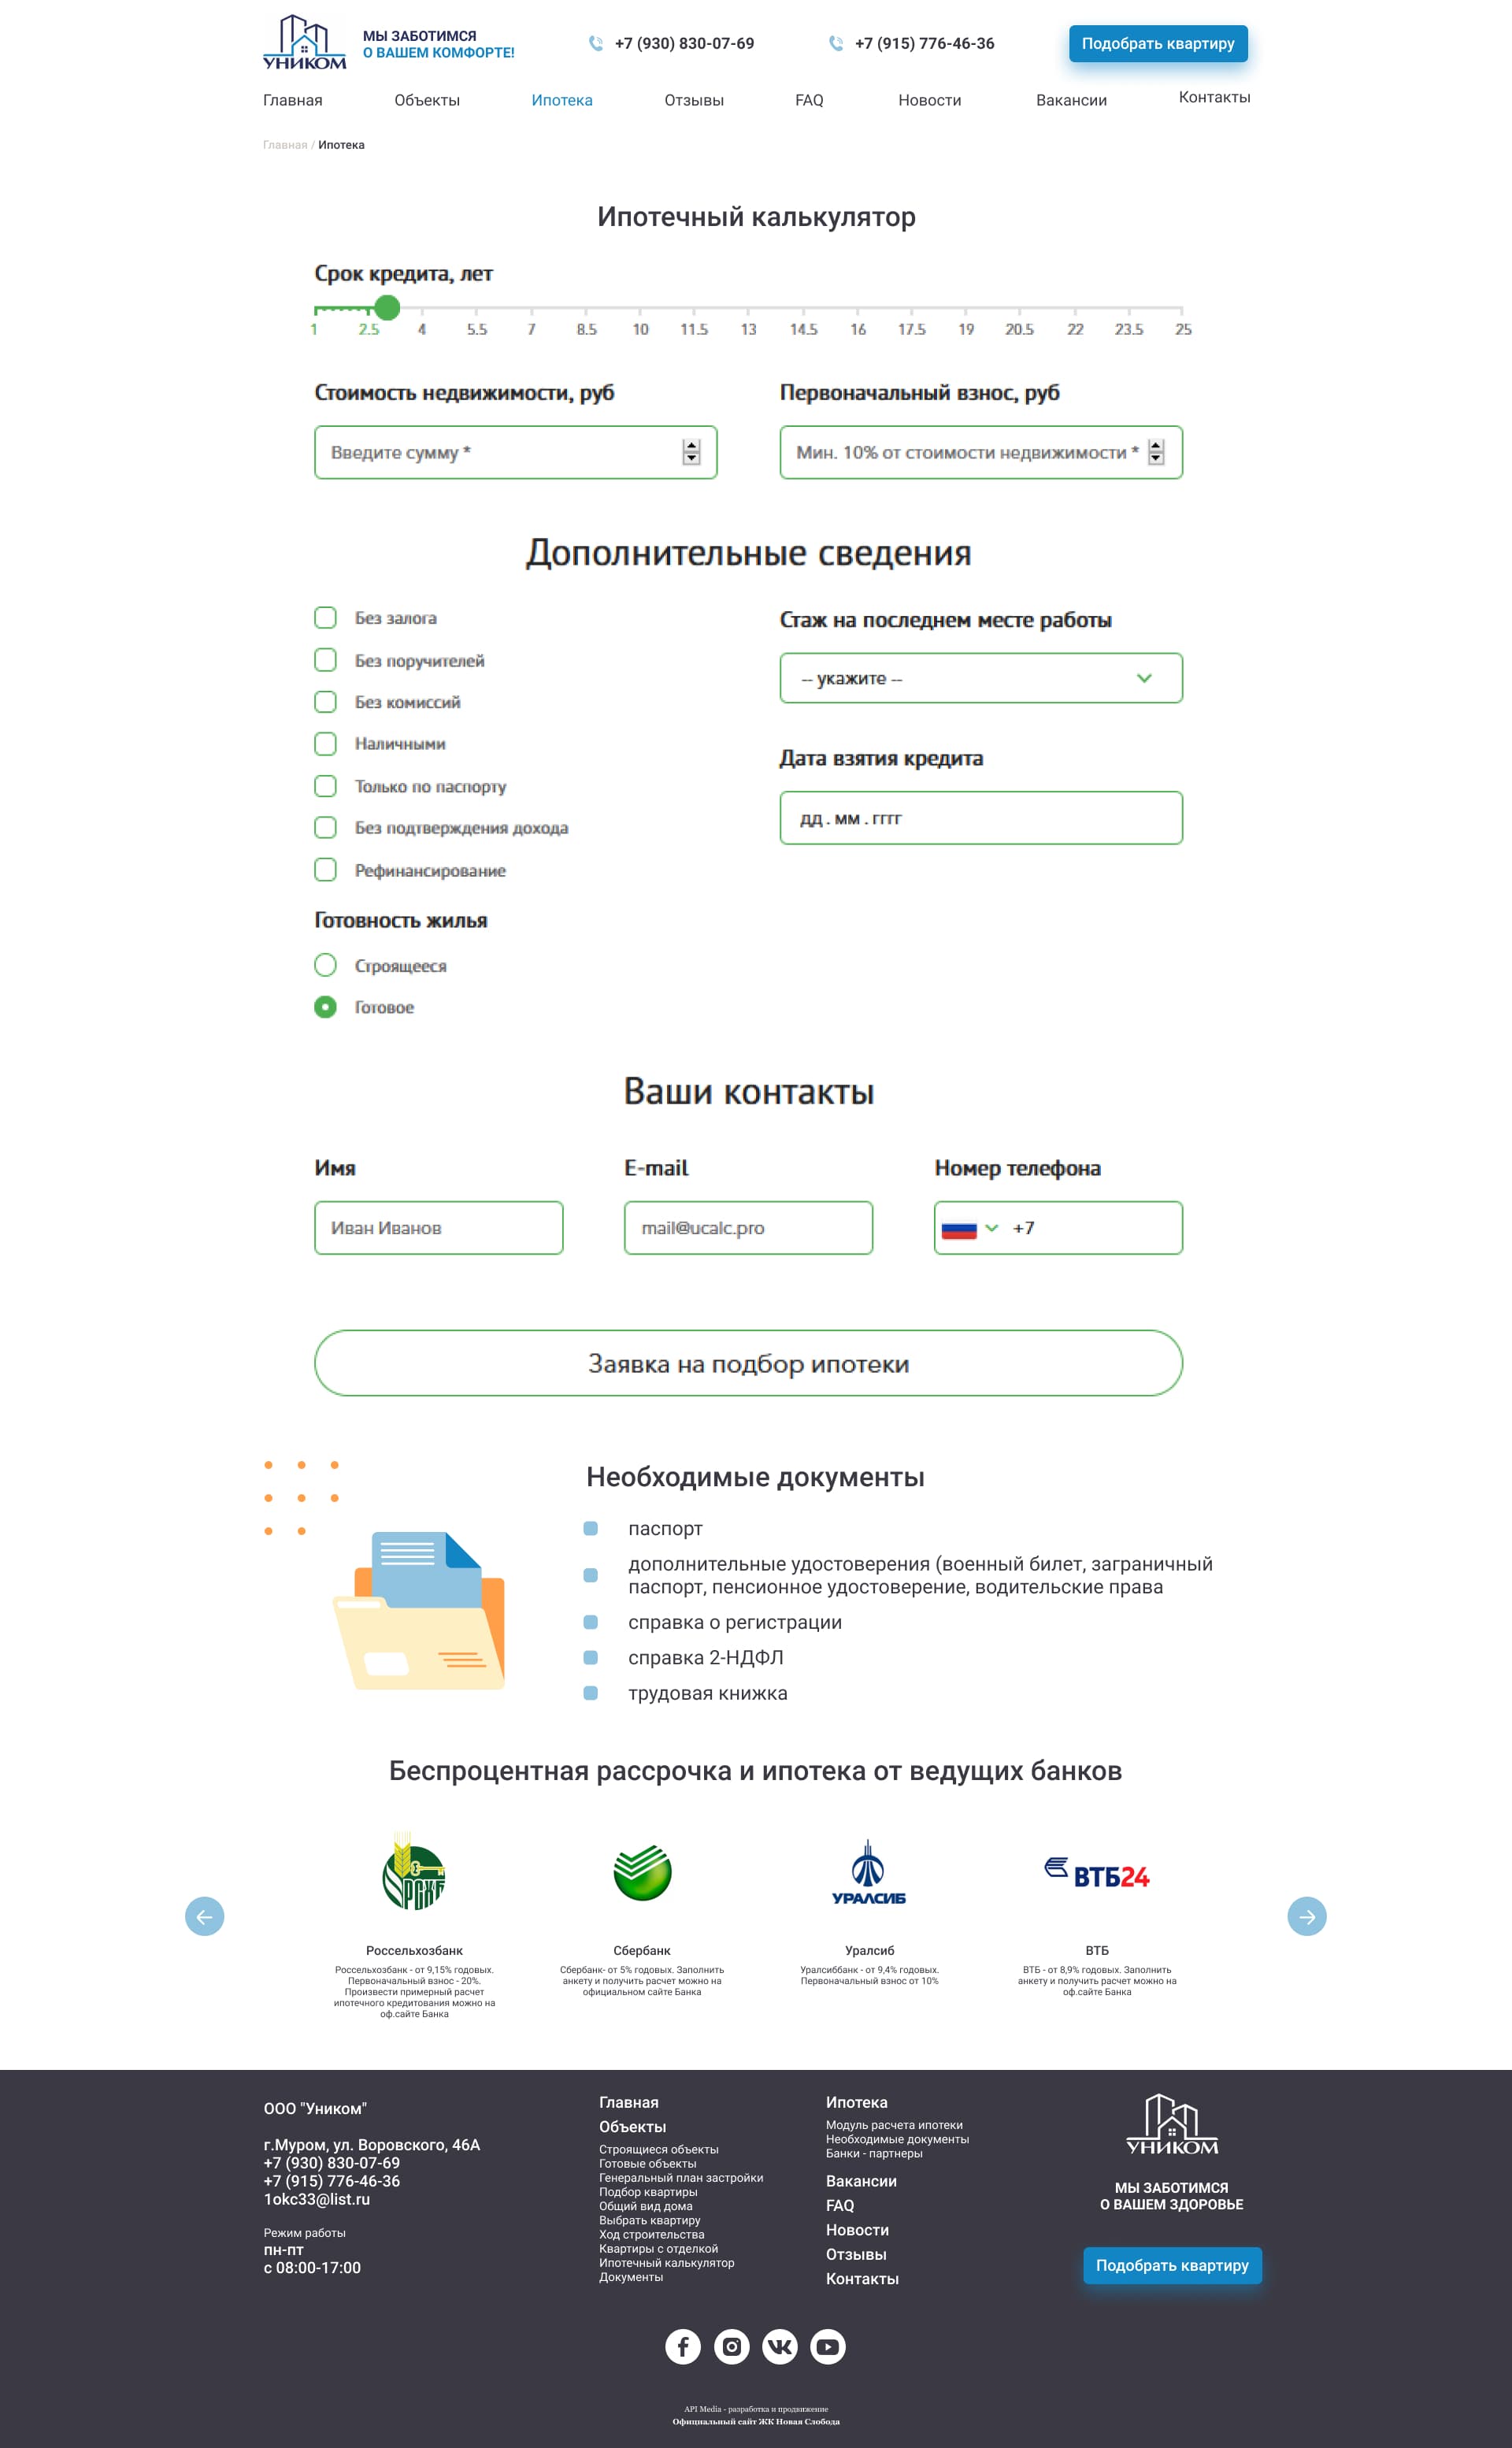 УНИКОМ
МЫ ЗАБОТИМСЯ
О ВАШЕМ КОМФОРТЕ!
+7 (930) 830-07-69
+7 (915) 776-46-36
Подобрать квартиру
Главная
Объекты
Ипотека
Отзывы
FAQ
Новости
Вакансии
Контакты
Главная / Ипотека
Ипотечный калькулятор
Срок кредита, лет
1 2.5 4 5.5 7 8.5 10 11.5 13 14.5 16 17.5 19 20.5 22 23.5 25
Стоимость недвижимости, руб
Введите сумму *
Первоначальный взнос, руб
Мин. 10% от стоимости недвижимости *
Дополнительные сведения
Без залога
Без поручителей
Без комиссий
Наличными
Только по паспорту
Без подтверждения дохода
Рефинансирование
Стаж на последнем месте работы
-- укажите --
Дата взятия кредита
дд . мм . гггг
Готовность жилья
Строящееся
Готовое
Ваши контакты
Имя
Иван Иванов
E-mail
mail@ucalc.pro
Номер телефона
+7
Заявка на подбор ипотеки
Необходимые документы
паспорт
дополнительные удостоверения (военный билет, заграничный
паспорт, пенсионное удостоверение, водительские права
справка о регистрации
справка 2-НДФЛ
трудовая книжка
Беспроцентная рассрочка и ипотека от ведущих банков
РСХБ
Россельхозбанк
Россельхозбанк - от 9,15% годовых.
Первоначальный взнос - 20%.
Произвести примерный расчет
ипотечного кредитования можно на
оф.сайте Банка
Сбербанк
Сбербанк- от 5% годовых. Заполнить
анкету и получить расчет можно на
официальном сайте Банка
УРАЛСИБ
Уралсиб
Уралсиббанк - от 9,4% годовых.
Первоначальный взнос от 10%
ВТБ24
ВТБ
ВТБ - от 8,9% годовых. Заполнить
анкету и получить расчет можно на
оф.сайте Банка
ООО "Уником"
г.Муром, ул. Воровского, 46А
+7 (930) 830-07-69
+7 (915) 776-46-36
1okc33@list.ru
Режим работы
пн-пт
с 08:00-17:00
Главная
Объекты
Строящиеся объекты
Готовые объекты
Генеральный план застройки
Подбор квартиры
Общий вид дома
Выбрать квартиру
Ход строительства
Квартиры с отделкой
Ипотечный калькулятор
Документы
Ипотека
Модуль расчета ипотеки
Необходимые документы
Банки - партнеры
Вакансии
FAQ
Новости
Отзывы
Контакты
УНИКОМ
МЫ ЗАБОТИМСЯ
О ВАШЕМ ЗДОРОВЬЕ
Подобрать квартиру
API Media - разработка и продвижение
Официальный сайт ЖК Новая Слобода